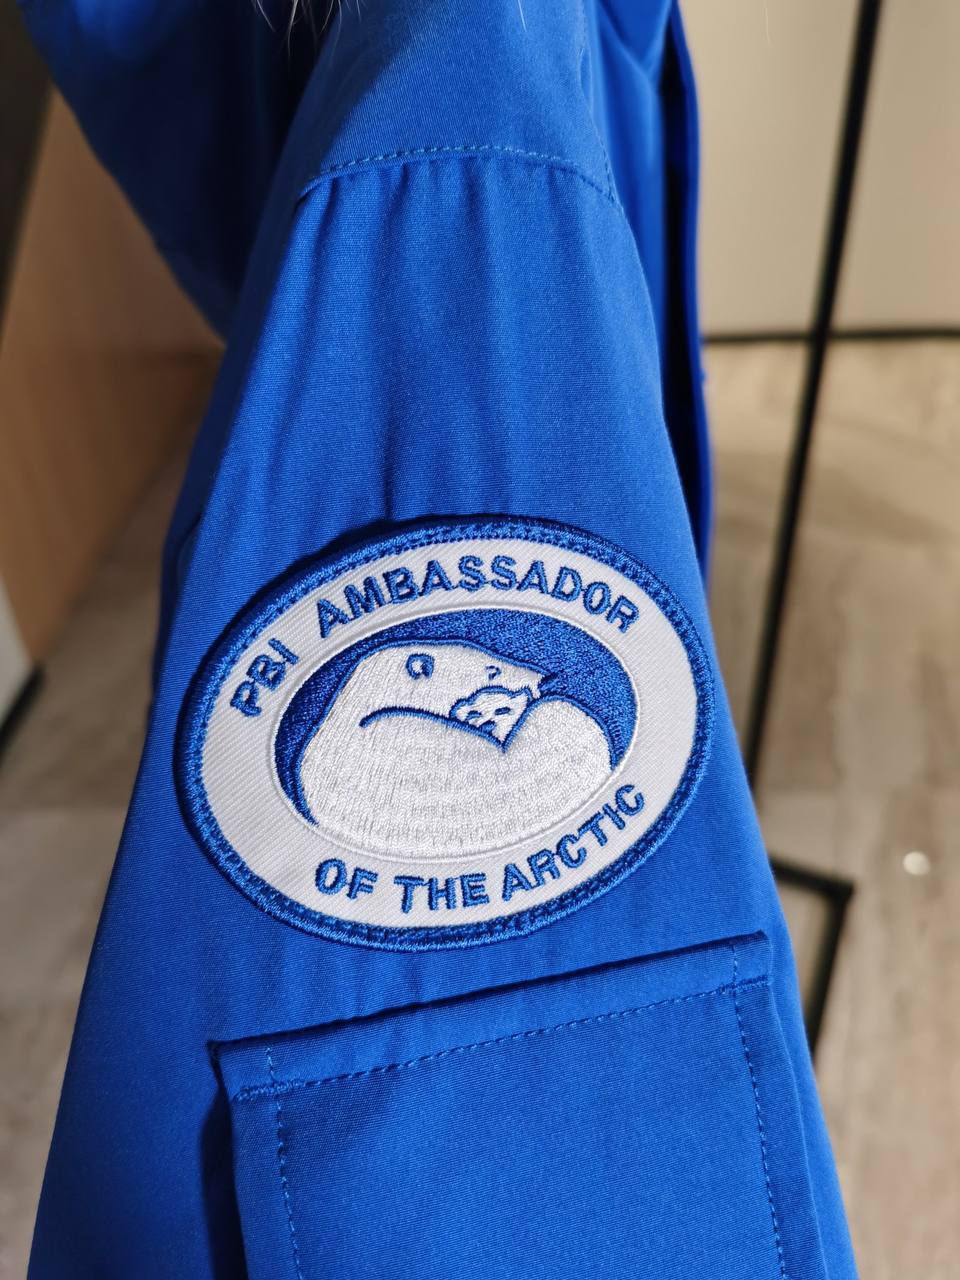 PBI AMBASSADOR
OF THE ARCTIC